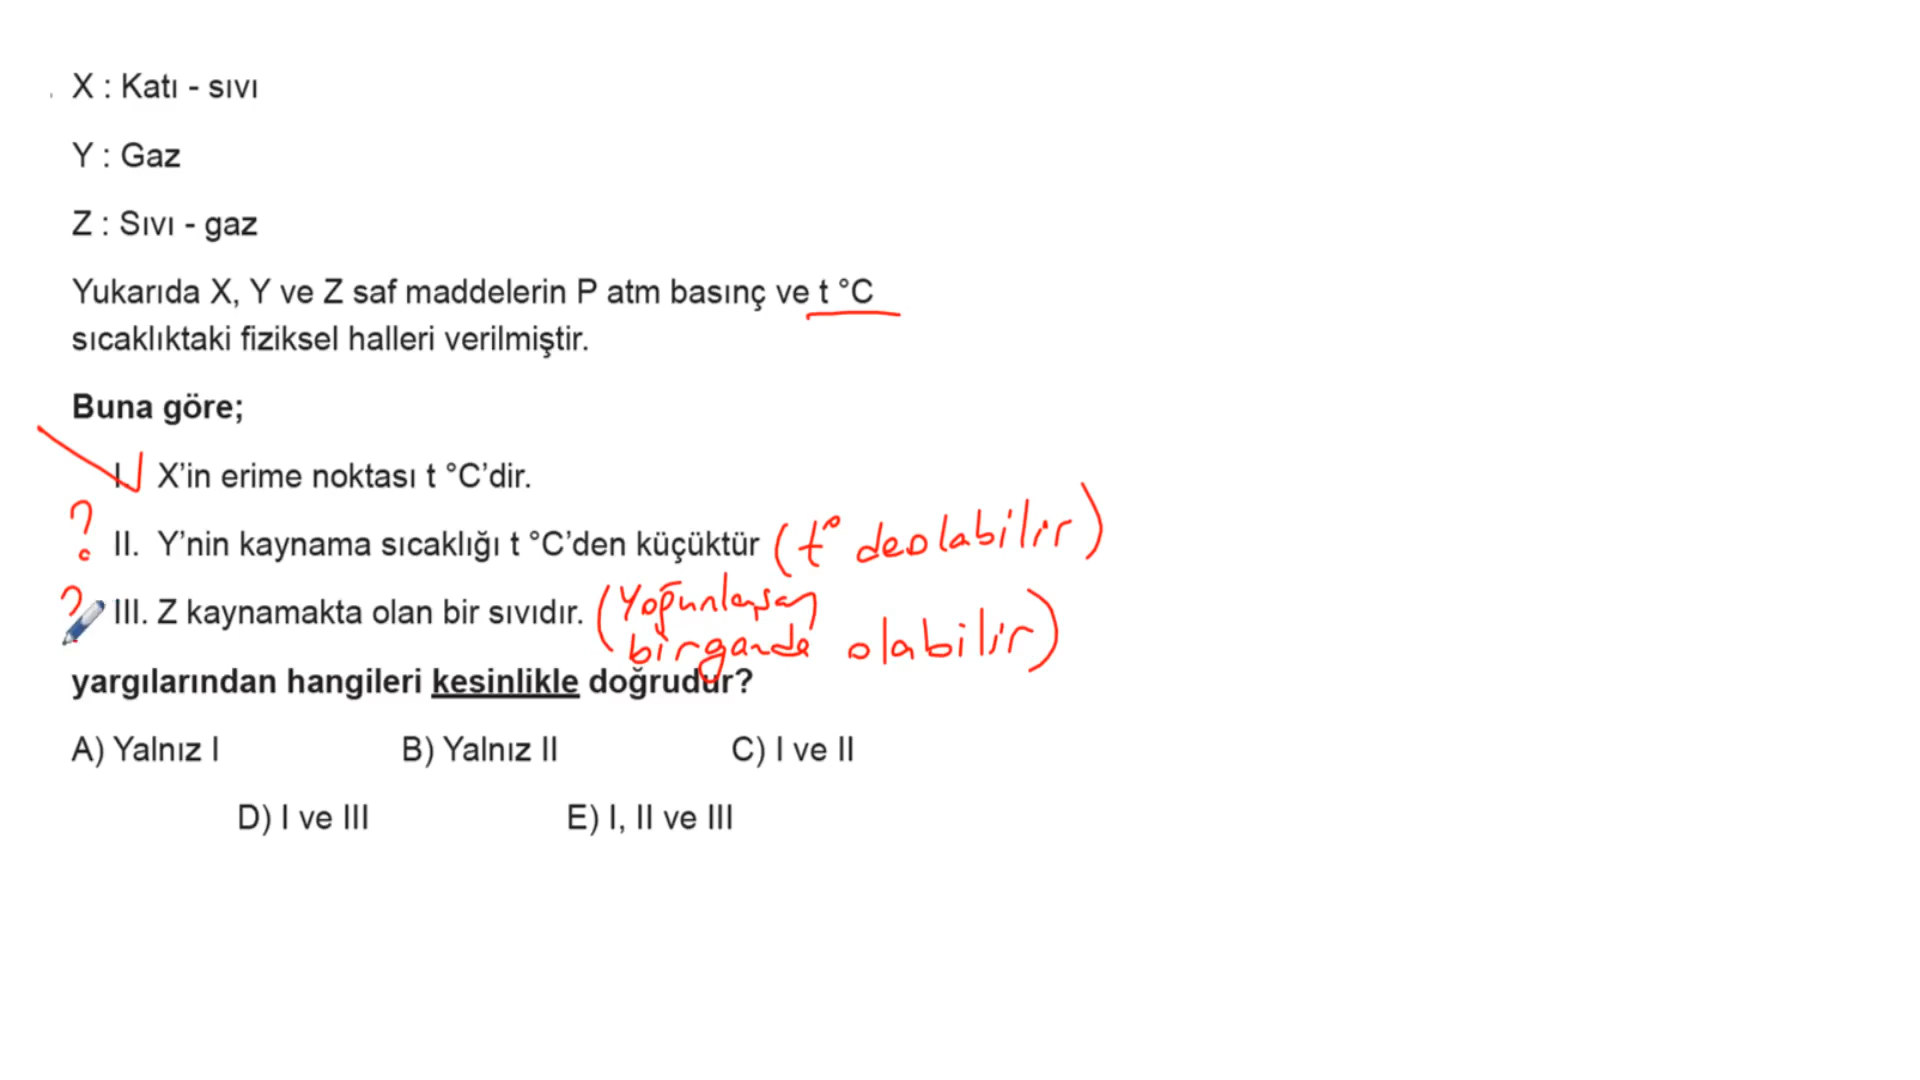 X : Katı - sıvı
Y : Gaz
Z : Sıvı - gaz
Yukarıda X, Y ve Z saf maddelerin P atm basınç ve t °C
sıcaklıktaki fiziksel halleri verilmiştir.
Buna göre;
I. X’in erime noktası t °C’dir.
? II. Y’nin kaynama sıcaklığı t °C’den küçüktür (t° de olabilir)
? III. Z kaynamakta olan bir sıvıdır. (Yoğunlaşan
bir gazda olabilir)
yargılarından hangileri kesinlikle doğrudur?
A) Yalnız I B) Yalnız II C) I ve II
D) I ve III E) I, II ve III